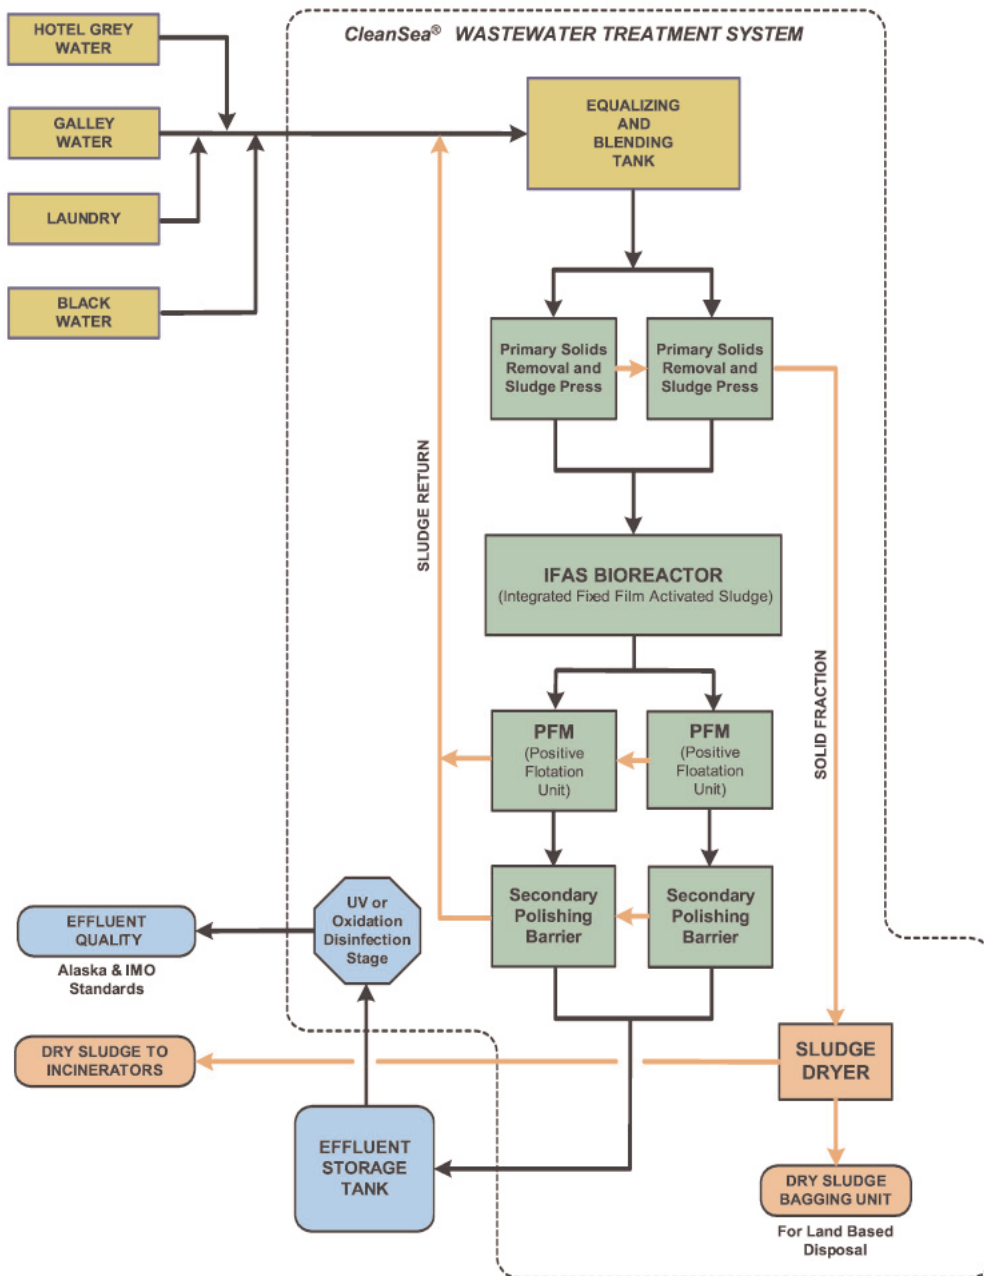 CleanSea® WASTEWATER TREATMENT SYSTEM
HOTEL GREY
WATER
GALLEY
WATER
LAUNDRY
BLACK
WATER
EQUALIZING
AND
BLENDING
TANK
Primary Solids
Removal and
Sludge Press
Primary Solids
Removal and
Sludge Press
SLUDGE RETURN
IFAS BIOREACTOR
(Integrated Fixed Film Activated Sludge)
SOLID FRACTION
PFM
(Positive
Flotation
Unit)
PFM
(Positive
Floatation
Unit)
Secondary
Polishing
Barrier
Secondary
Polishing
Barrier
UV or
Oxidation
Disinfection
Stage
EFFLUENT
QUALITY
Alaska & IMO
Standards
DRY SLUDGE TO
INCINERATORS
SLUDGE
DRYER
EFFLUENT
STORAGE
TANK
DRY SLUDGE
BAGGING UNIT
For Land Based
Disposal